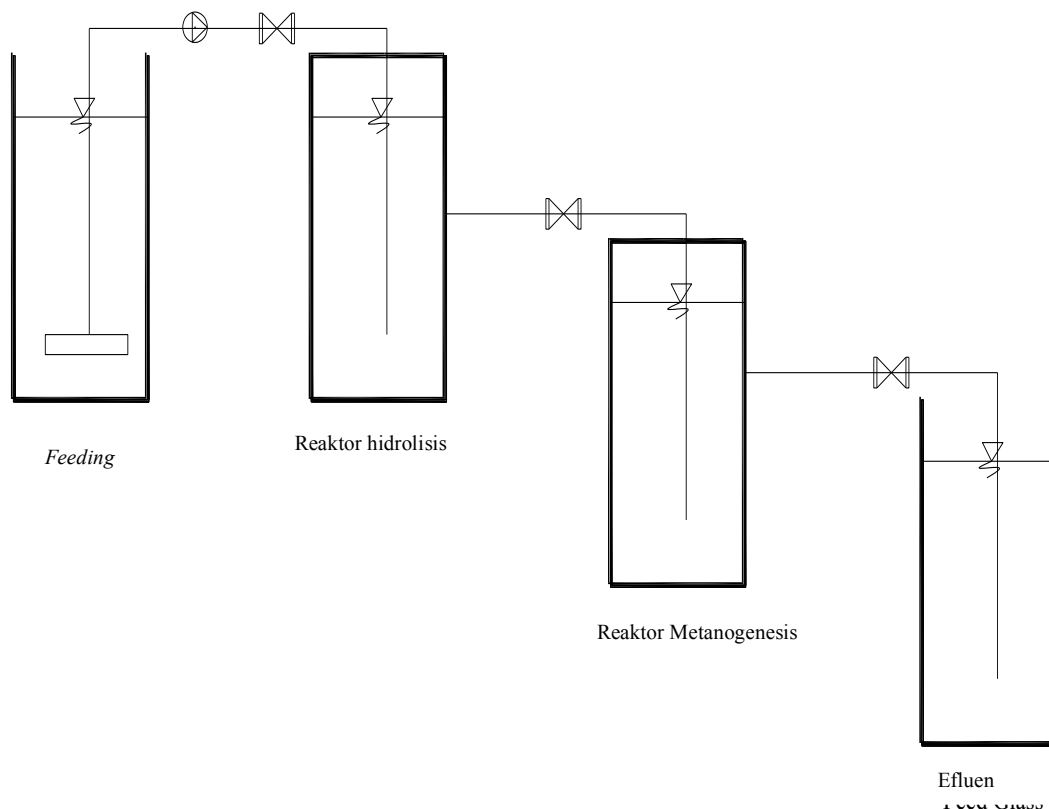 Feeding
Reaktor hidrolisis
Reaktor Metanogenesis
Efluen